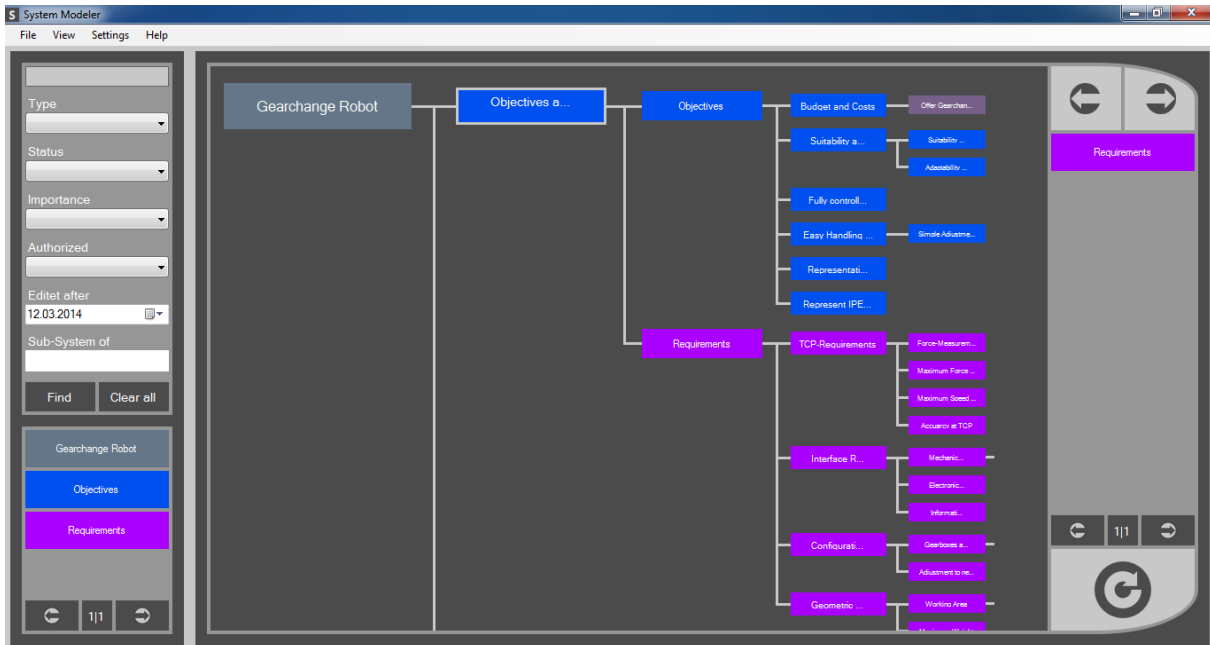 S System Modeler
File View Settings Help
Type
Status
Importance
Authorized
Editet after
12.03.2014
Sub-System of
Find Clear all
Gearchange Robot
Objectives
Requirements
1|1
Gearchange Robot
Objectives a...
Objectives
Budget and Costs
Offer Gearchan...
Suitability a...
Suitability ...
Adaptability ...
Fully controll...
Easy Handling ...
Simple Adjustme...
Representati...
Represent IPE...
Requirements
TCP-Requirements
Force-Measurem...
Maximum Force ...
Maximum Speed ...
Accuarcy at TCP
Interface R...
Mechanic...
Electronic...
Informati...
Configurati...
Gearboxes a...
Adjustment to ne...
Geometric ...
Working Area
Requirements
1|1